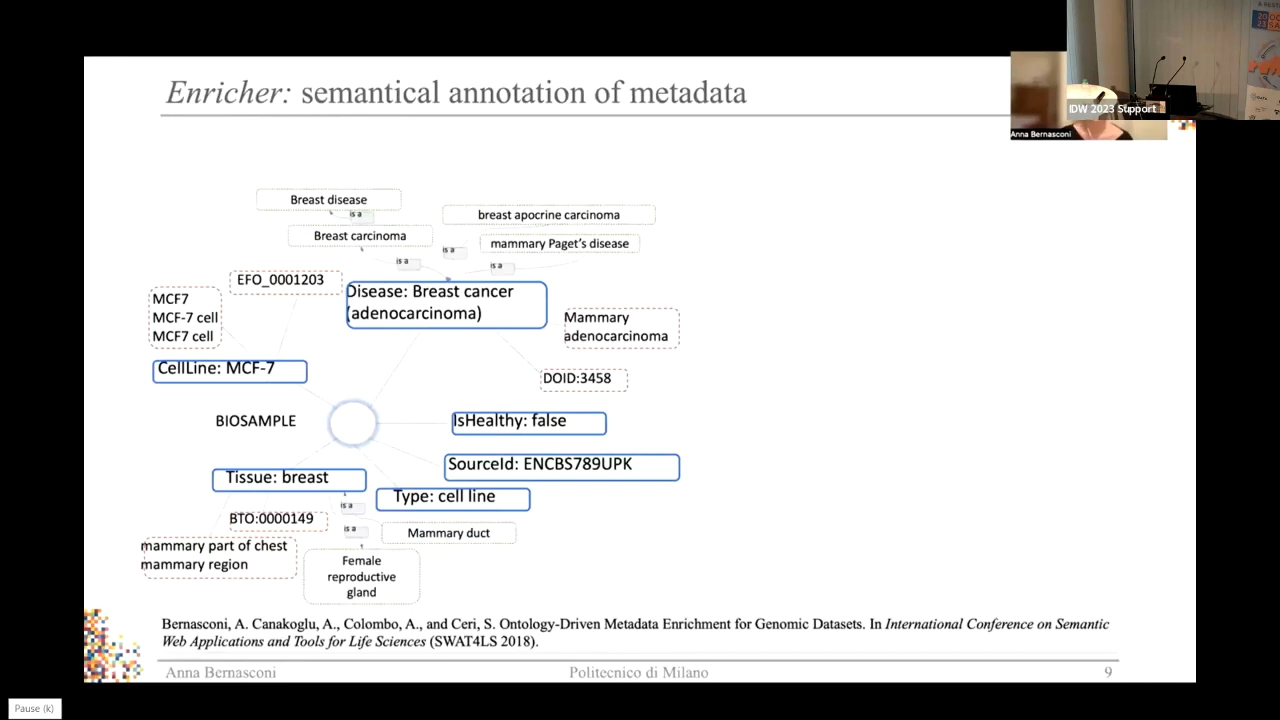 Enricher: semantical annotation of metadata
IDW 2023 Support
Anna Bernasconi
Breast disease
is a
Breast carcinoma
is a
breast apocrine carcinoma
is a
mammary Paget's disease
is a
EFO_0001203
MCF7
MCF-7 cell
MCF7 cell
Disease: Breast cancer
(adenocarcinoma)
Mammary
adenocarcinoma
CellLine: MCF-7
DOID:3458
BIOSAMPLE
IsHealthy: false
SourceId: ENCBS789UPK
Tissue: breast
Type: cell line
is a
BTO:0000149
is a
Mammary duct
mammary part of chest
mammary region
Female
reproductive
gland
Bernasconi, A. Canakoglu, A., Colombo, A., and Ceri, S. Ontology-Driven Metadata Enrichment for Genomic Datasets. In International Conference on Semantic
Web Applications and Tools for Life Sciences (SWAT4LS 2018).
Anna Bernasconi
Politecnico di Milano
9
Pause (k)